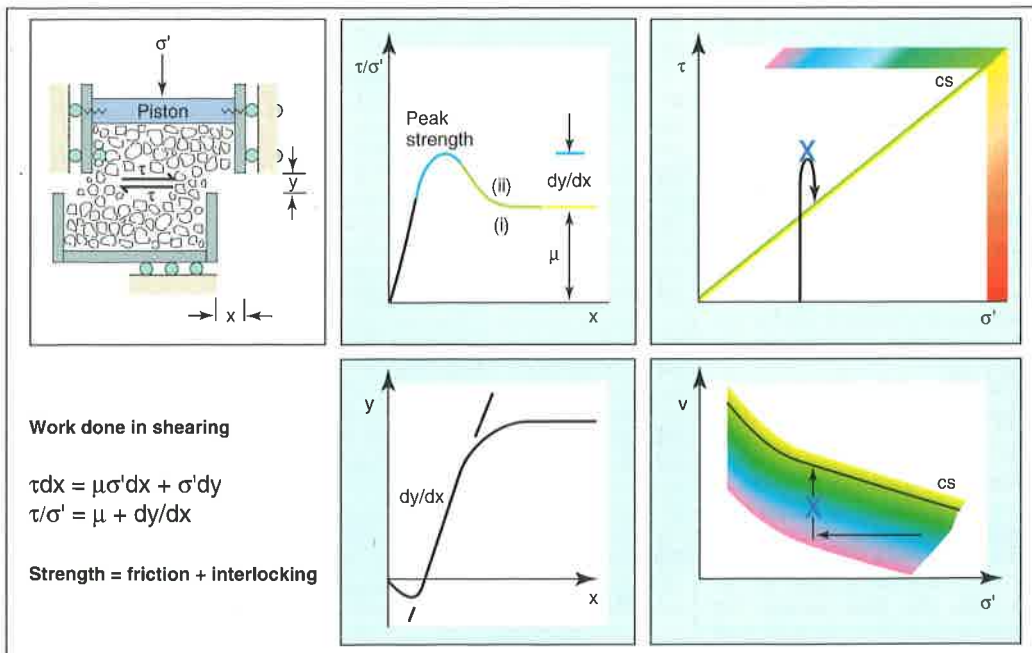 σ'
Piston
τ
τ
y
x
τ/σ'
Peak
strength
(ii)
(i)
dy/dx
μ
x
τ
cs
X
σ'
Work done in shearing
τdx = μσ'dx + σ'dy
τ/σ' = μ + dy/dx
Strength = friction + interlocking
y
dy/dx
x
v
cs
X
σ'